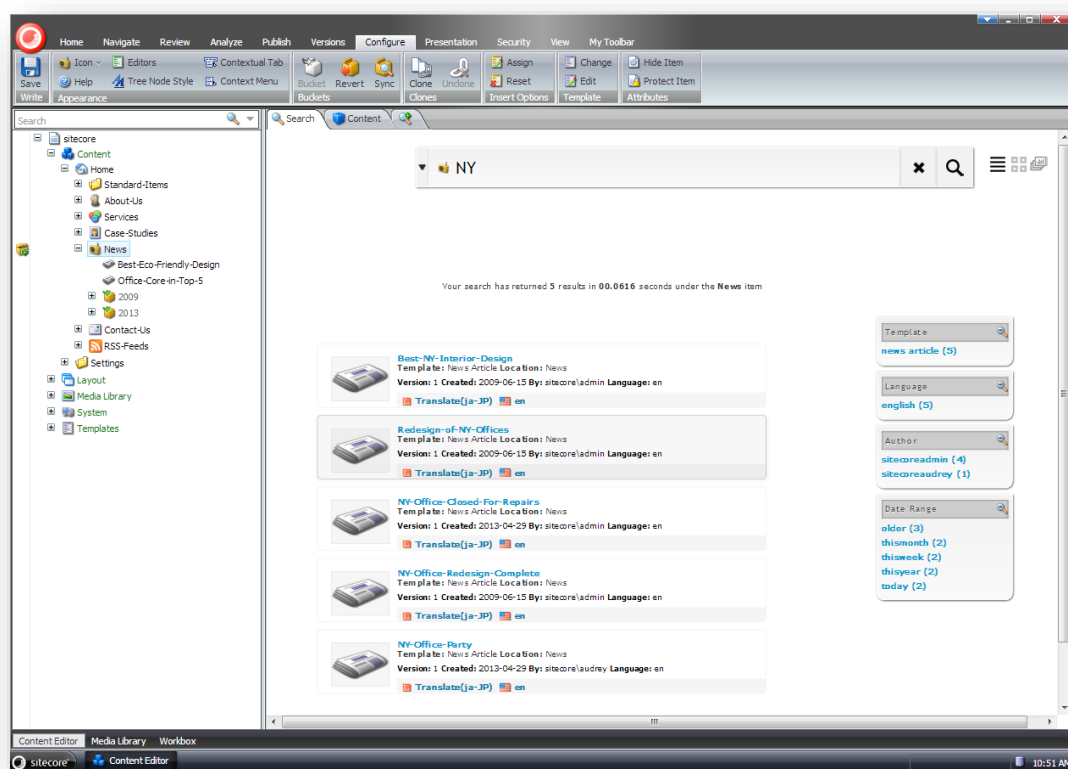 Home Navigate Review Analyze Publish Versions Configure Presentation Security View My Toolbar
Save
Write
Icon
Editors
Contextual Tab
Help
Tree Node Style
Context Menu
Appearance
Bucket Revert Sync
Buckets
Clone Unclone
Clones
Assign
Reset
Insert Options
Change
Edit
Template
Hide Item
Protect Item
Attributes
Search
sitecore
Content
Home
Standard-Items
About-Us
Services
Case-Studies
News
Best-Eco-Friendly-Design
Office-Core-in-Top-5
2009
2013
Contact-Us
RSS-Feeds
Settings
Layout
Media Library
System
Templates
Search Content
NY
Your search has returned 5 results in 00.0616 seconds under the News item
Best-NY-Interior-Design
Template: News Article Location: News
Version: 1 Created: 2009-06-15 By: sitecore\admin Language: en
Translate(ja-JP) en
Redesign-of-NY-Offices
Template: News Article Location: News
Version: 1 Created: 2009-06-15 By: sitecore\admin Language: en
Translate(ja-JP) en
NY-Office-Closed-For-Repairs
Template: News Article Location: News
Version: 1 Created: 2013-04-29 By: sitecore\admin Language: en
Translate(ja-JP) en
NY-Office-Redesign-Complete
Template: News Article Location: News
Version: 1 Created: 2009-06-15 By: sitecore\admin Language: en
Translate(ja-JP) en
NY-Office-Party
Template: News Article Location: News
Version: 1 Created: 2013-04-29 By: sitecore\audrey Language: en
Translate(ja-JP) en
Template
news article (5)
Language
english (5)
Author
sitecoreadmin (4)
sitecoreaudrey (1)
Date Range
older (3)
thismonth (2)
thisweek (2)
thisyear (2)
today (2)
Content Editor Media Library Workbox
sitecore Content Editor
10:51 AM